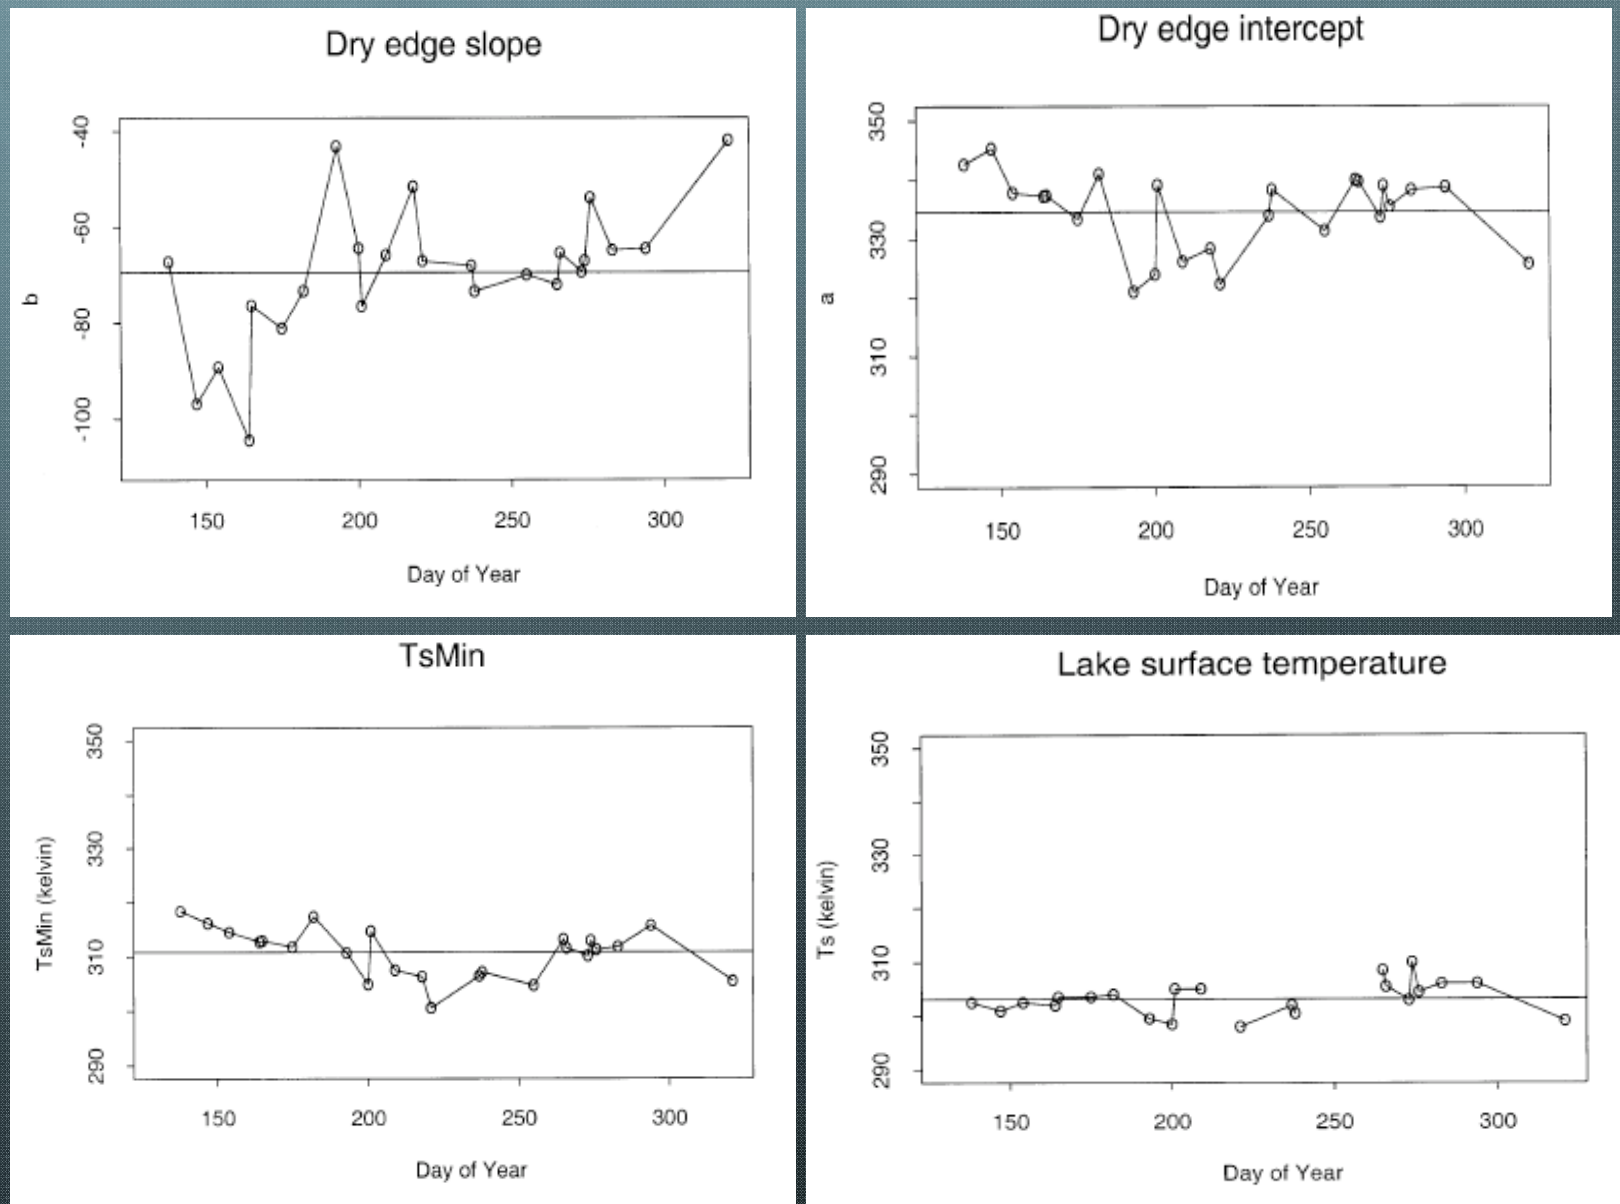 Dry edge slope
-40
-60
-80
-100
b
150 200 250 300
Day of Year
Dry edge intercept
350
330
310
290
a
150 200 250 300
Day of Year
TsMin
350
330
310
290
TsMin (kelvin)
150 200 250 300
Day of Year
Lake surface temperature
350
330
310
290
Ts (kelvin)
150 200 250 300
Day of Year